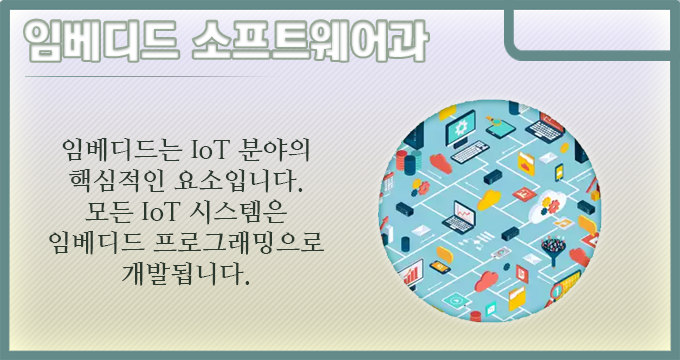 임베디드 소프트웨어과
임베디드는 IoT 분야의
핵심적인 요소입니다.
모든 IoT 시스템은
임베디드 프로그래밍으로
개발됩니다.